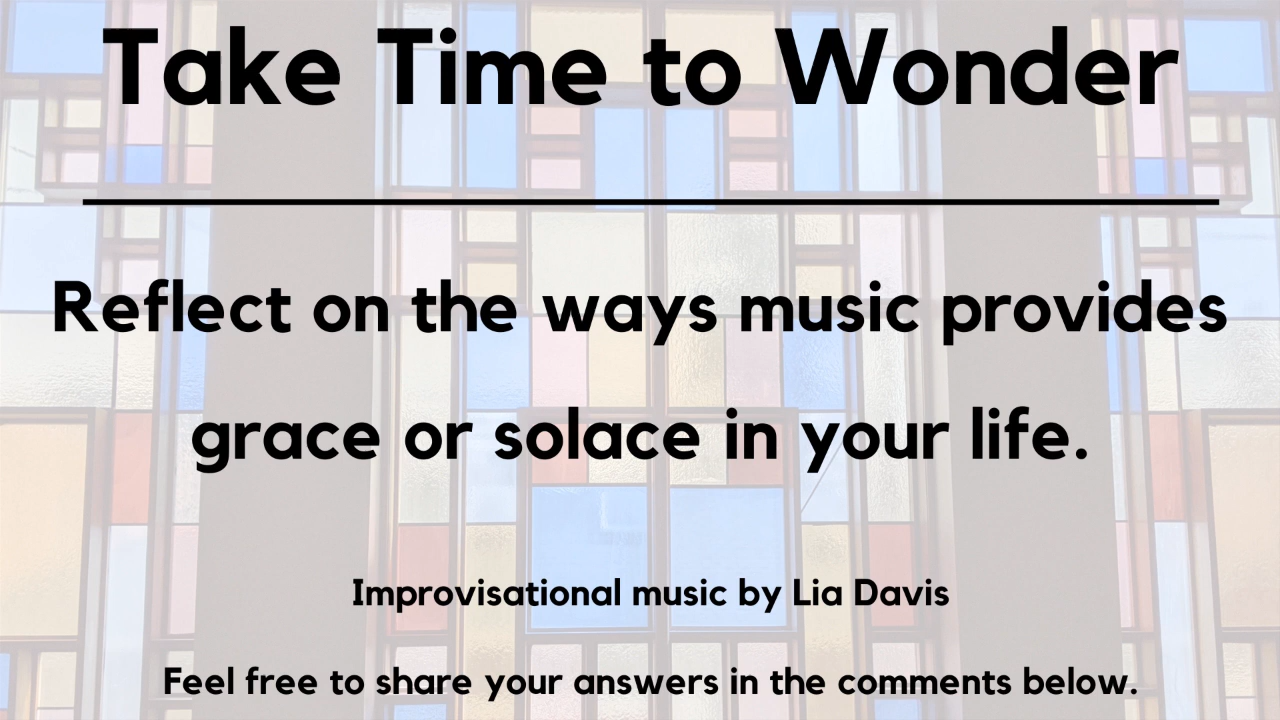 Take Time to Wonder
Reflect on the ways music provides
grace or solace in your life.
Improvisational music by Lia Davis
Feel free to share your answers in the comments below.